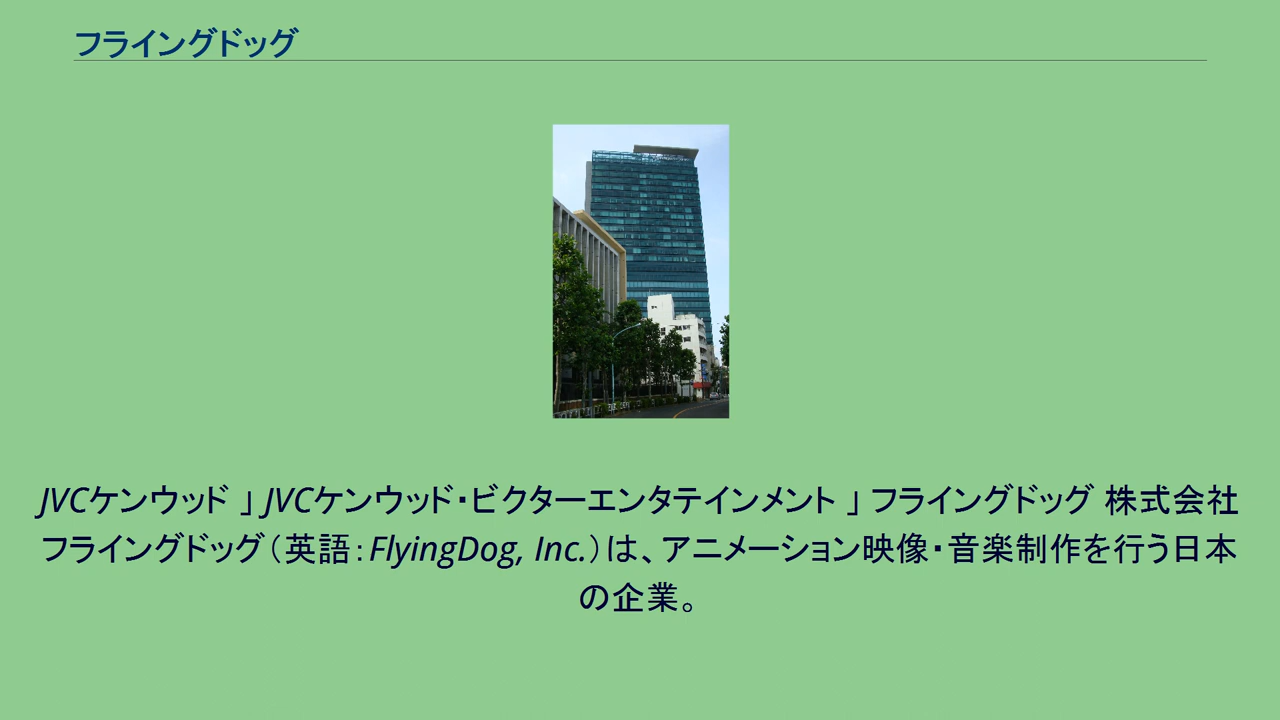 フライングドッグ
JVCケンウッド 」 JVCケンウッド・ビクターエンタテインメント 」 フライングドッグ 株式会社
フライングドッグ（英語：FlyingDog, Inc.）は、アニメーション映像・音楽制作を行う日本
の企業。